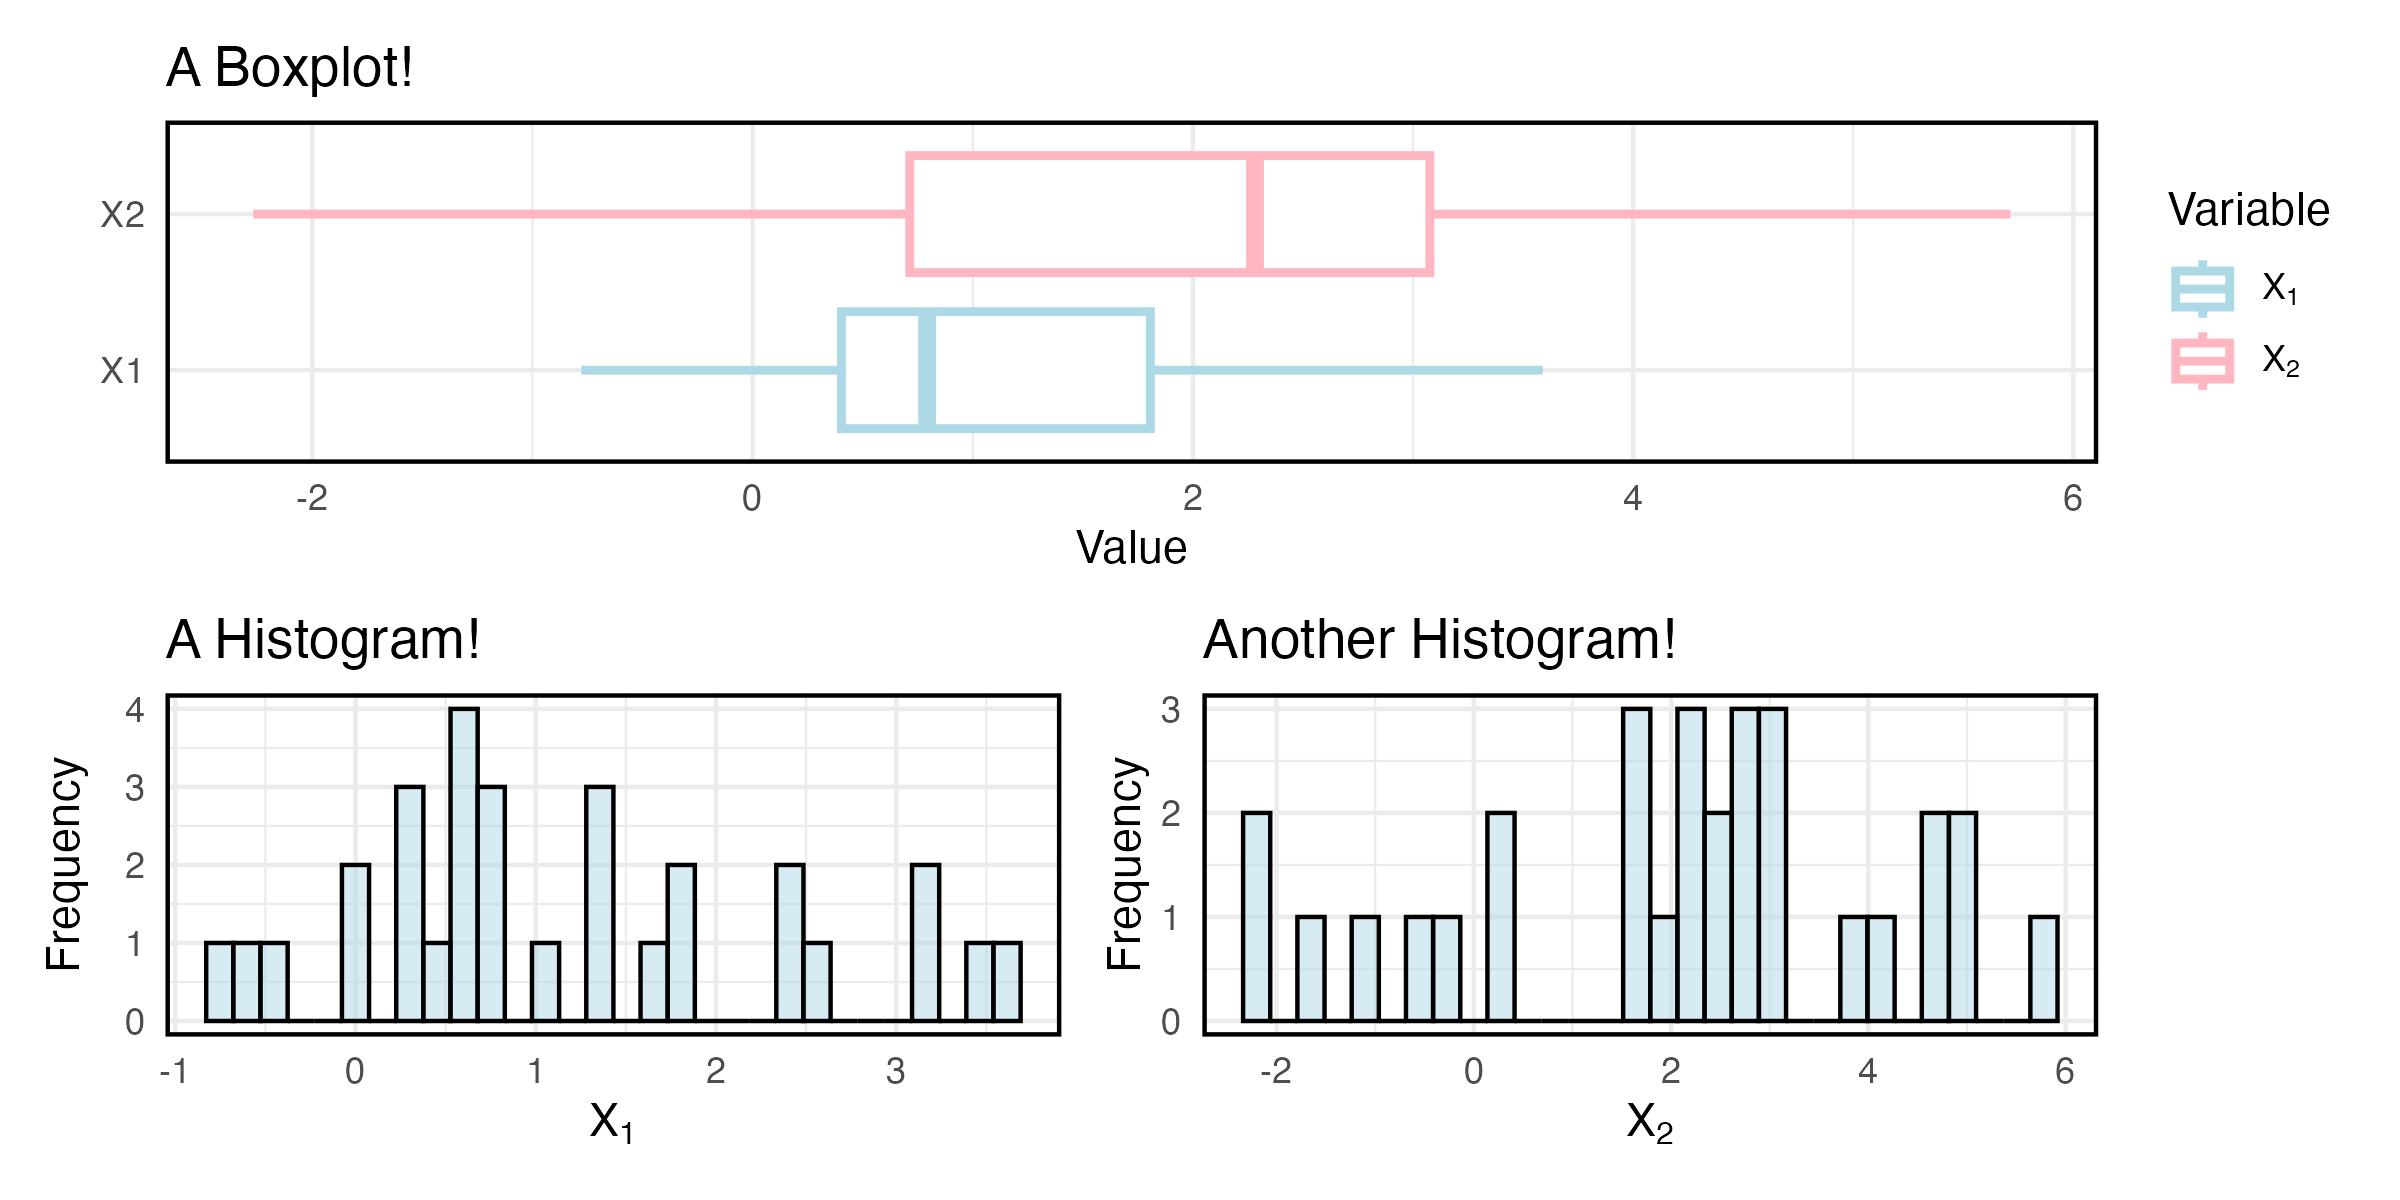 A Boxplot!
X2
X1
-2 0 2 4 6
Value
Variable
X₁
X₂
A Histogram!
Frequency
4
3
2
1
0
-1 0 1 2 3
X₁
Another Histogram!
Frequency
3
2
1
0
-2 0 2 4 6
X₂